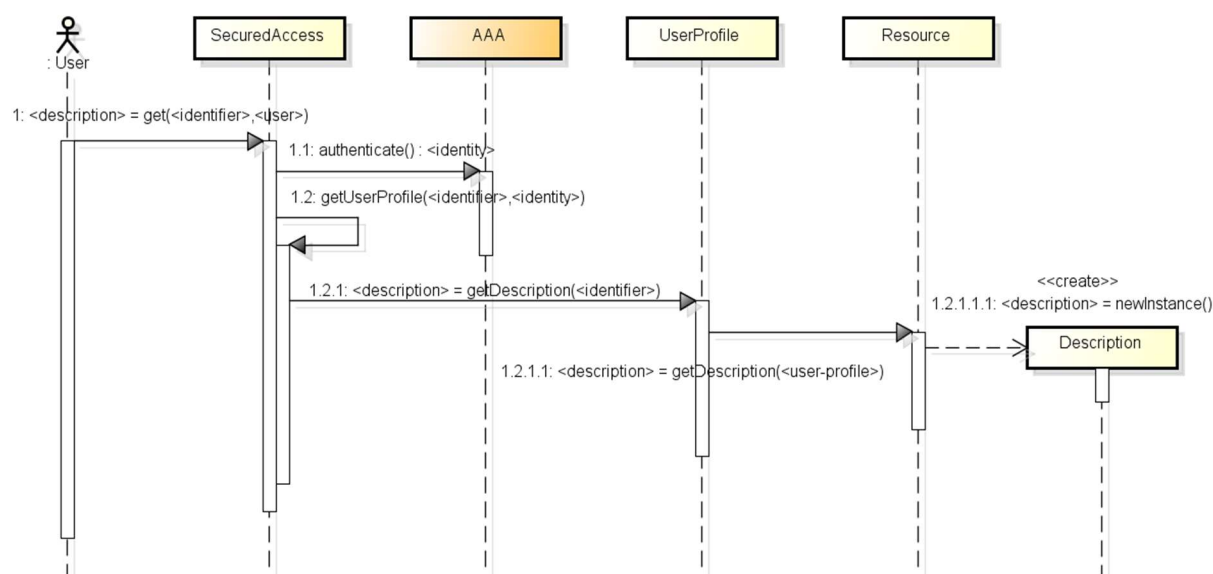 SecuredAccess
AAA
UserProfile
Resource
: User
1: <description> = get(<identifier>,<user>)
1.1: authenticate() : <identity>
1.2: getUserProfile(<identifier>,<identity>)
<<create>>
1.2.1: <description> = getDescription(<identifier>)
1.2.1.1.1: <description> = newInstance()
Description
1.2.1.1: <description> = getDescription(<user-profile>)